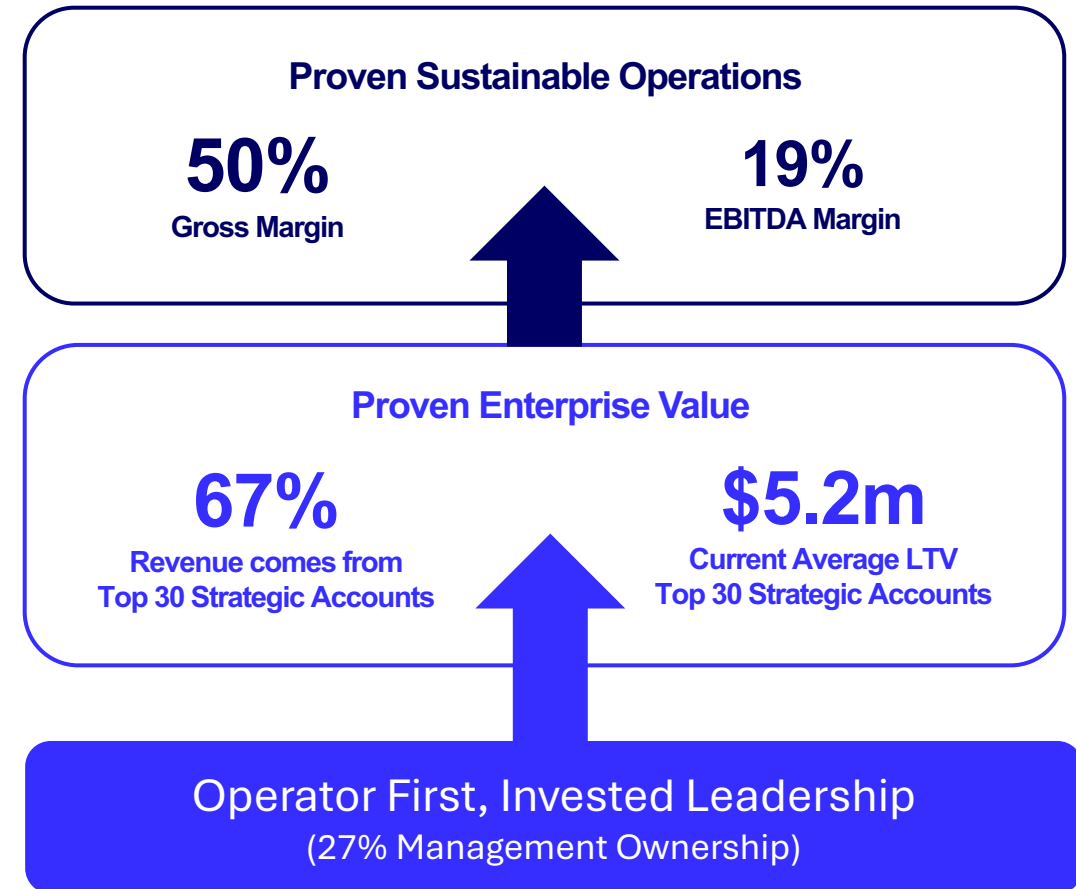 Proven Sustainable Operations
50%
Gross Margin
19%
EBITDA Margin
Proven Enterprise Value
67%
Revenue comes from
Top 30 Strategic Accounts
$5.2m
Current Average LTV
Top 30 Strategic Accounts
Operator First, Invested Leadership
(27% Management Ownership)